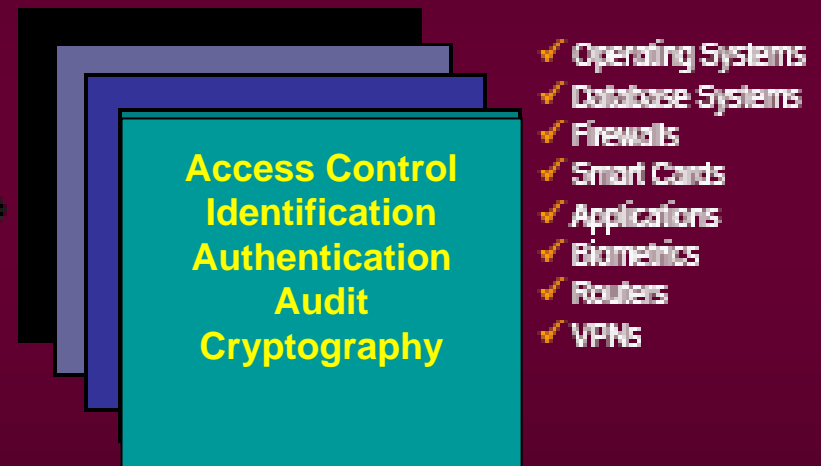 Access Control
Identification
Authentication
Audit
Cryptography
✓ Operating Systems
✓ Database Systems
✓ Firewalls
✓ Smart Cards
✓ Applications
✓ Biometrics
✓ Routers
✓ VPNs